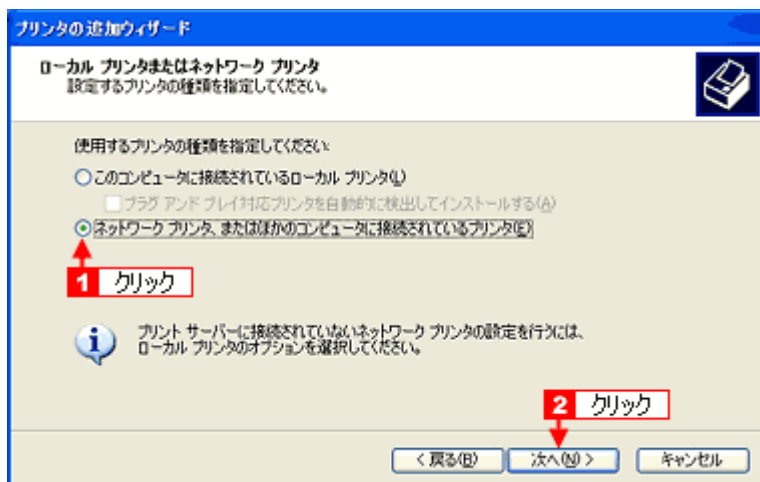 プリンタの追加ウィザード
ローカル プリンタまたはネットワーク プリンタ
設定するプリンタの種類を指定してください。
使用するプリンタの種類を指定してください:
このコンピュータに接続されているローカル プリンタ(L)
プラグ アンド プレイ対応プリンタを自動的に検出してインストールする(A)
ネットワーク プリンタ、またはほかのコンピュータに接続されているプリンタ(E)
1 クリック
プリント サーバーに接続されていないネットワーク プリンタの設定を行うには、
ローカル プリンタのオプションを選択してください。
2 クリック
< 戻る(B) 次へ(N) > キャンセル